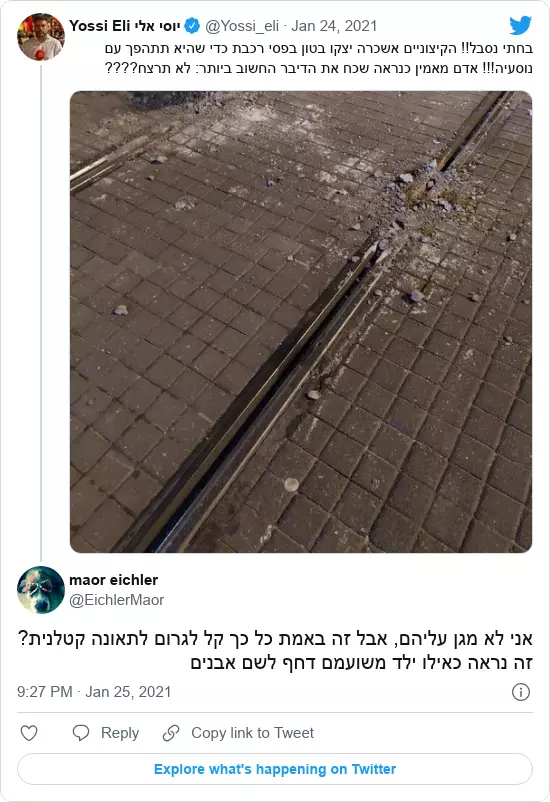 Yossi Eli יוסי אלי @Yossi_eli · Jan 24, 2021
בחתי נסבל!! הקיצוניים אשכרה יצקו בטון בפסי רכבת כדי שהיא תתהפך עם
נוסעיה!!! אדם מאמין כנראה שכח את הדיבר החשוב ביותר: לא תרצח????
maor eichler
@EichlerMaor
אני לא מגן עליהם, אבל זה באמת כל כך קל לגרום לתאונה קטלנית?
זה נראה כאילו ילד משועמם דחף לשם אבנים
9:27 PM · Jan 25, 2021
Reply
Copy link to Tweet
Explore what's happening on Twitter